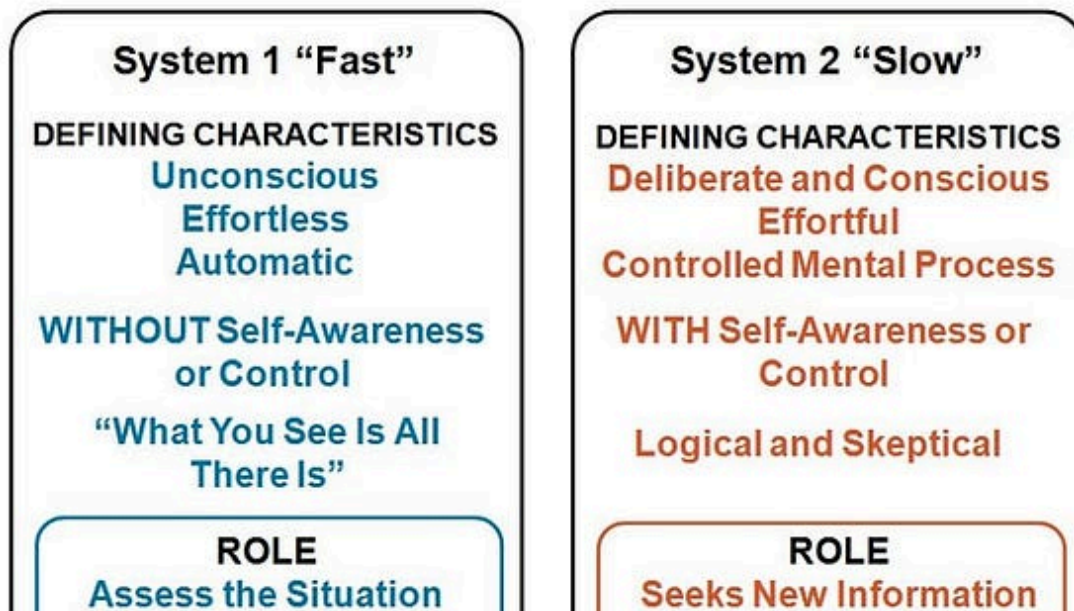 System 1 “Fast”
DEFINING CHARACTERISTICS
Unconscious
Effortless
Automatic
WITHOUT Self-Awareness
or Control
“What You See Is All
There Is”
ROLE
Assess the Situation
System 2 “Slow”
DEFINING CHARACTERISTICS
Deliberate and Conscious
Effortful
Controlled Mental Process
WITH Self-Awareness or
Control
Logical and Skeptical
ROLE
Seeks New Information